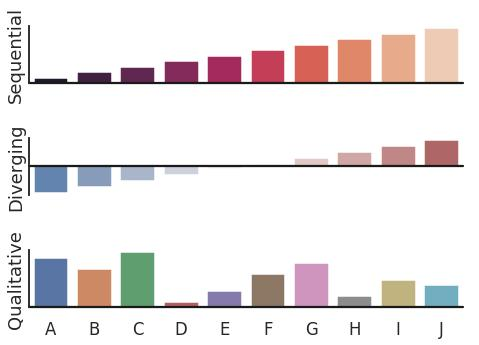 Sequential
Diverging
Qualitative
A B C D E F G H I J